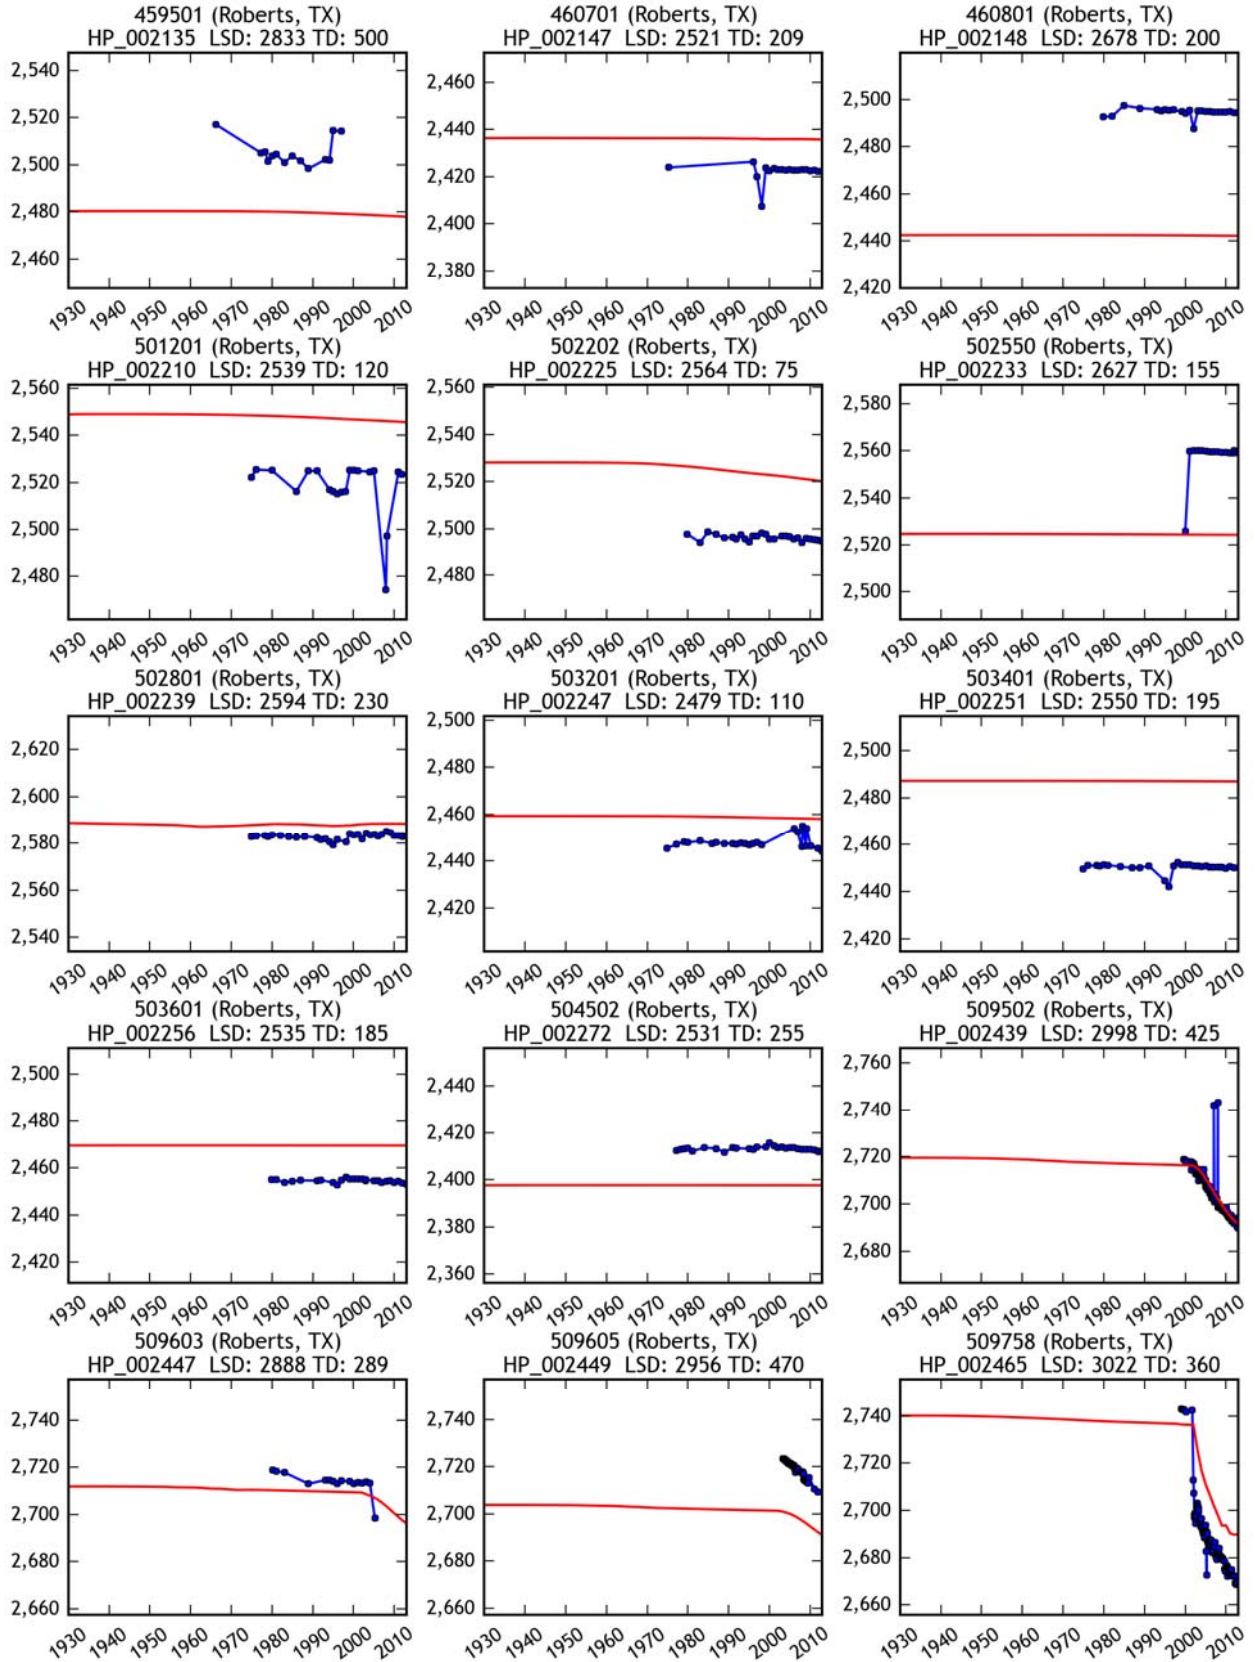 459501 (Roberts, TX)
HP_002135 LSD: 2833 TD: 500
2,540
2,520
2,500
2,480
2,460
1930 1940 1950 1960 1970 1980 1990 2000 2010
460701 (Roberts, TX)
HP_002147 LSD: 2521 TD: 209
2,460
2,440
2,420
2,400
2,380
1930 1940 1950 1960 1970 1980 1990 2000 2010
460801 (Roberts, TX)
HP_002148 LSD: 2678 TD: 200
2,500
2,480
2,460
2,440
2,420
1930 1940 1950 1960 1970 1980 1990 2000 2010
501201 (Roberts, TX)
HP_002210 LSD: 2539 TD: 120
2,560
2,540
2,520
2,500
2,480
1930 1940 1950 1960 1970 1980 1990 2000 2010
502202 (Roberts, TX)
HP_002225 LSD: 2564 TD: 75
2,560
2,540
2,520
2,500
2,480
1930 1940 1950 1960 1970 1980 1990 2000 2010
502550 (Roberts, TX)
HP_002233 LSD: 2627 TD: 155
2,580
2,560
2,540
2,520
2,500
1930 1940 1950 1960 1970 1980 1990 2000 2010
502801 (Roberts, TX)
HP_002239 LSD: 2594 TD: 230
2,620
2,600
2,580
2,560
2,540
1930 1940 1950 1960 1970 1980 1990 2000 2010
503201 (Roberts, TX)
HP_002247 LSD: 2479 TD: 110
2,500
2,480
2,460
2,440
2,420
1930 1940 1950 1960 1970 1980 1990 2000 2010
503401 (Roberts, TX)
HP_002251 LSD: 2550 TD: 195
2,500
2,480
2,460
2,440
2,420
1930 1940 1950 1960 1970 1980 1990 2000 2010
503601 (Roberts, TX)
HP_002256 LSD: 2535 TD: 185
2,500
2,480
2,460
2,440
2,420
1930 1940 1950 1960 1970 1980 1990 2000 2010
504502 (Roberts, TX)
HP_002272 LSD: 2531 TD: 255
2,440
2,420
2,400
2,380
2,360
1930 1940 1950 1960 1970 1980 1990 2000 2010
509502 (Roberts, TX)
HP_002439 LSD: 2998 TD: 425
2,760
2,740
2,720
2,700
2,680
1930 1940 1950 1960 1970 1980 1990 2000 2010
509603 (Roberts, TX)
HP_002447 LSD: 2888 TD: 289
2,740
2,720
2,700
2,680
2,660
1930 1940 1950 1960 1970 1980 1990 2000 2010
509605 (Roberts, TX)
HP_002449 LSD: 2956 TD: 470
2,740
2,720
2,700
2,680
2,660
1930 1940 1950 1960 1970 1980 1990 2000 2010
509758 (Roberts, TX)
HP_002465 LSD: 3022 TD: 360
2,740
2,720
2,700
2,680
2,660
1930 1940 1950 1960 1970 1980 1990 2000 2010